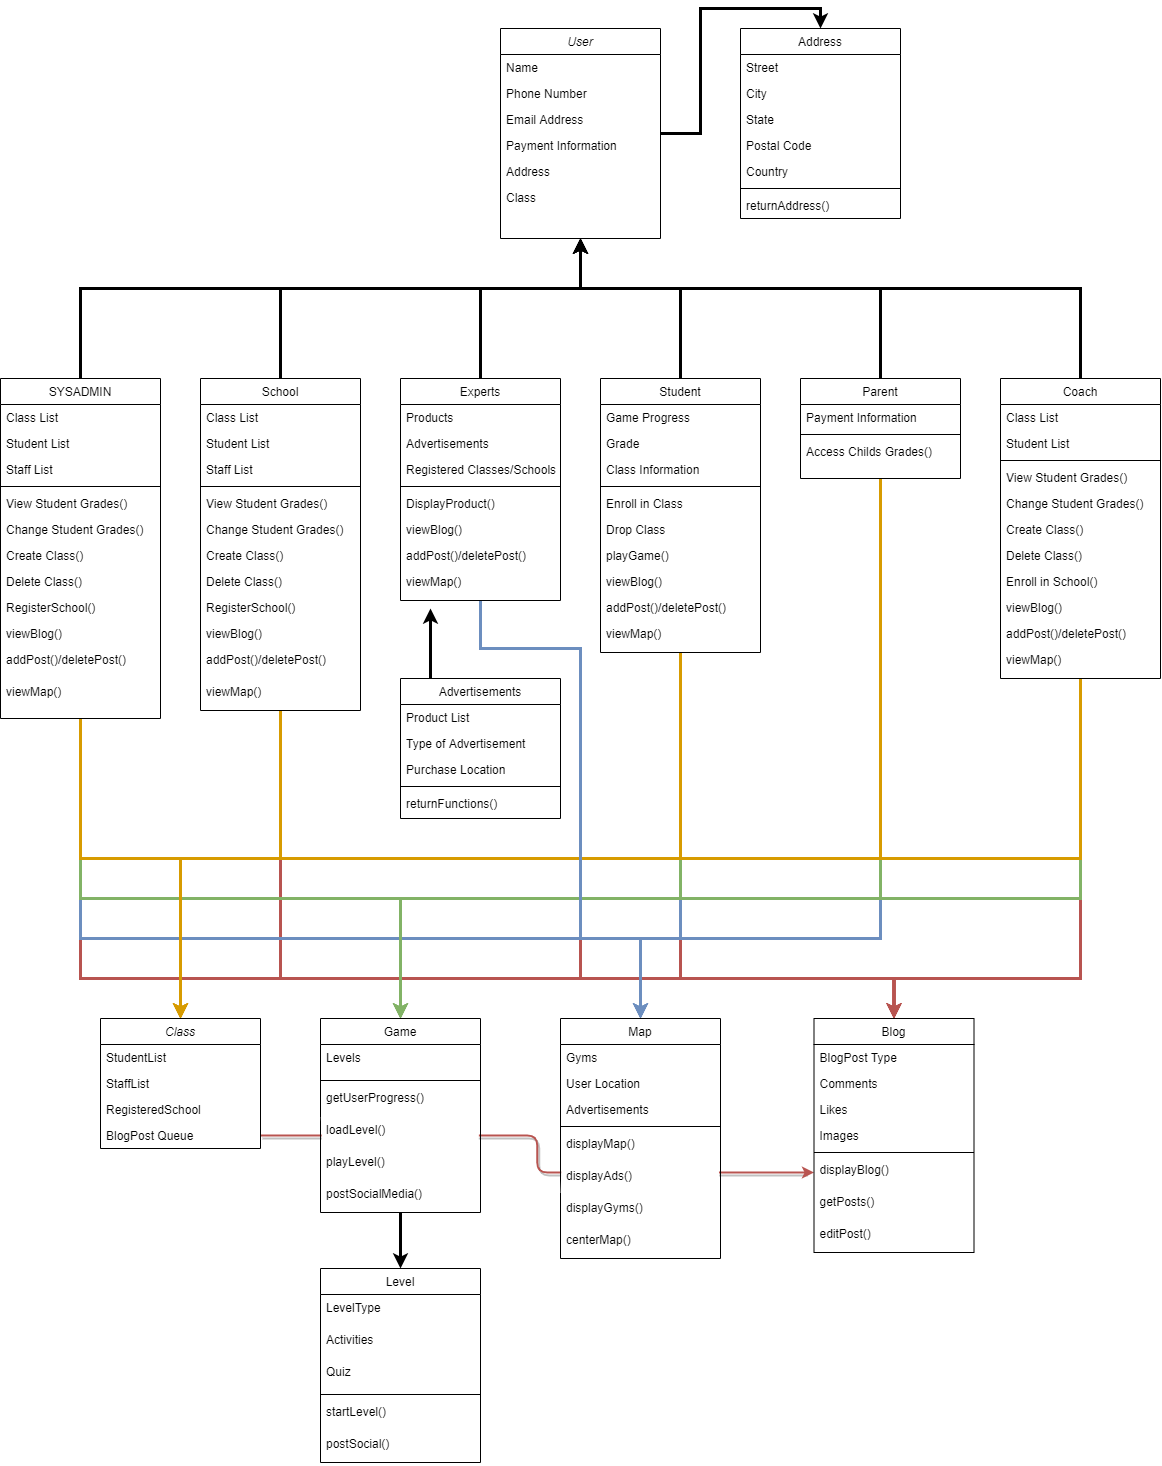 User
Name
Phone Number
Email Address
Payment Information
Address
Class
Address
Street
City
State
Postal Code
Country
returnAddress()
SYSADMIN
Class List
Student List
Staff List
View Student Grades()
Change Student Grades()
Create Class()
Delete Class()
RegisterSchool()
viewBlog()
addPost()/deletePost()
viewMap()
School
Class List
Student List
Staff List
View Student Grades()
Change Student Grades()
Create Class()
Delete Class()
RegisterSchool()
viewBlog()
addPost()/deletePost()
viewMap()
Experts
Products
Advertisements
Registered Classes/Schools
DisplayProduct()
viewBlog()
addPost()/deletePost()
viewMap()
Student
Game Progress
Grade
Class Information
Enroll in Class
Drop Class
playGame()
viewBlog()
addPost()/deletePost()
viewMap()
Parent
Payment Information
Access Childs Grades()
Coach
Class List
Student List
View Student Grades()
Change Student Grades()
Create Class()
Delete Class()
Enroll in School()
viewBlog()
addPost()/deletePost()
viewMap()
Advertisements
Product List
Type of Advertisement
Purchase Location
returnFunctions()
Class
StudentList
StaffList
RegisteredSchool
BlogPost Queue
Game
Levels
getUserProgress()
loadLevel()
playLevel()
postSocialMedia()
Map
Gyms
User Location
Advertisements
displayMap()
displayAds()
displayGyms()
centerMap()
Blog
BlogPost Type
Comments
Likes
Images
displayBlog()
getPosts()
editPost()
Level
LevelType
Activities
Quiz
startLevel()
postSocial()